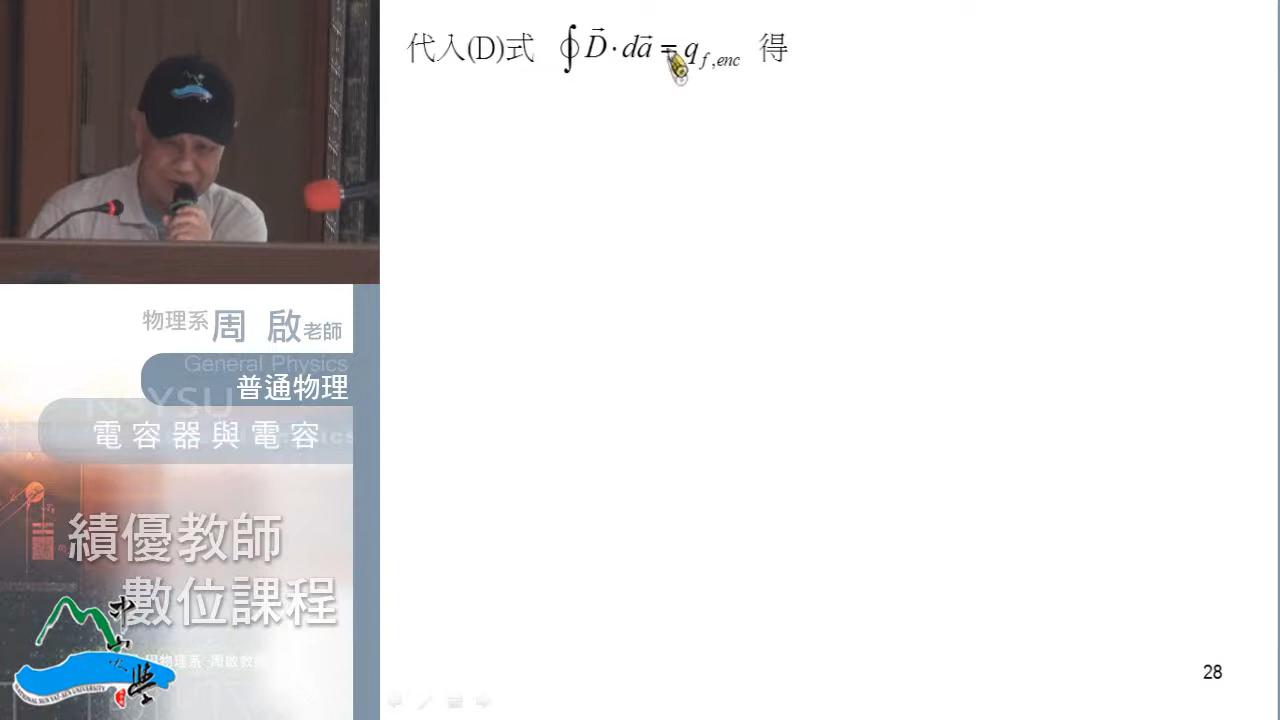 代入(D)式 ∮D⃗·da⃗ = q_{f,enc} 得
物理系周 啟老師
General Physics
普通物理
NSYSU
電容器與電容
績優教師
數位課程
28